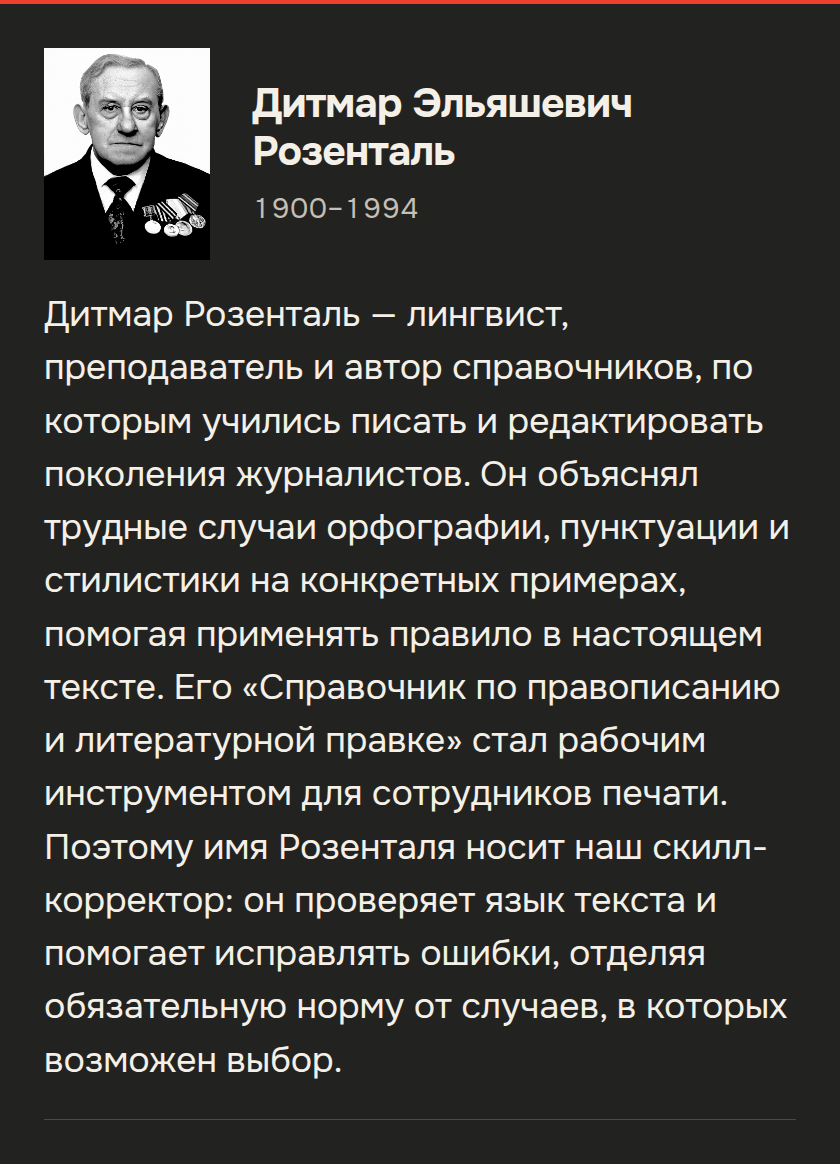 Дитмар Эльяшевич
Розенталь
1900–1994
Дитмар Розенталь — лингвист,
преподаватель и автор справочников, по
которым учились писать и редактировать
поколения журналистов. Он объяснял
трудные случаи орфографии, пунктуации и
стилистики на конкретных примерах,
помогая применять правило в настоящем
тексте. Его «Справочник по правописанию
и литературной правке» стал рабочим
инструментом для сотрудников печати.
Поэтому имя Розенталя носит наш скилл-
корректор: он проверяет язык текста и
помогает исправлять ошибки, отделяя
обязательную норму от случаев, в которых
возможен выбор.